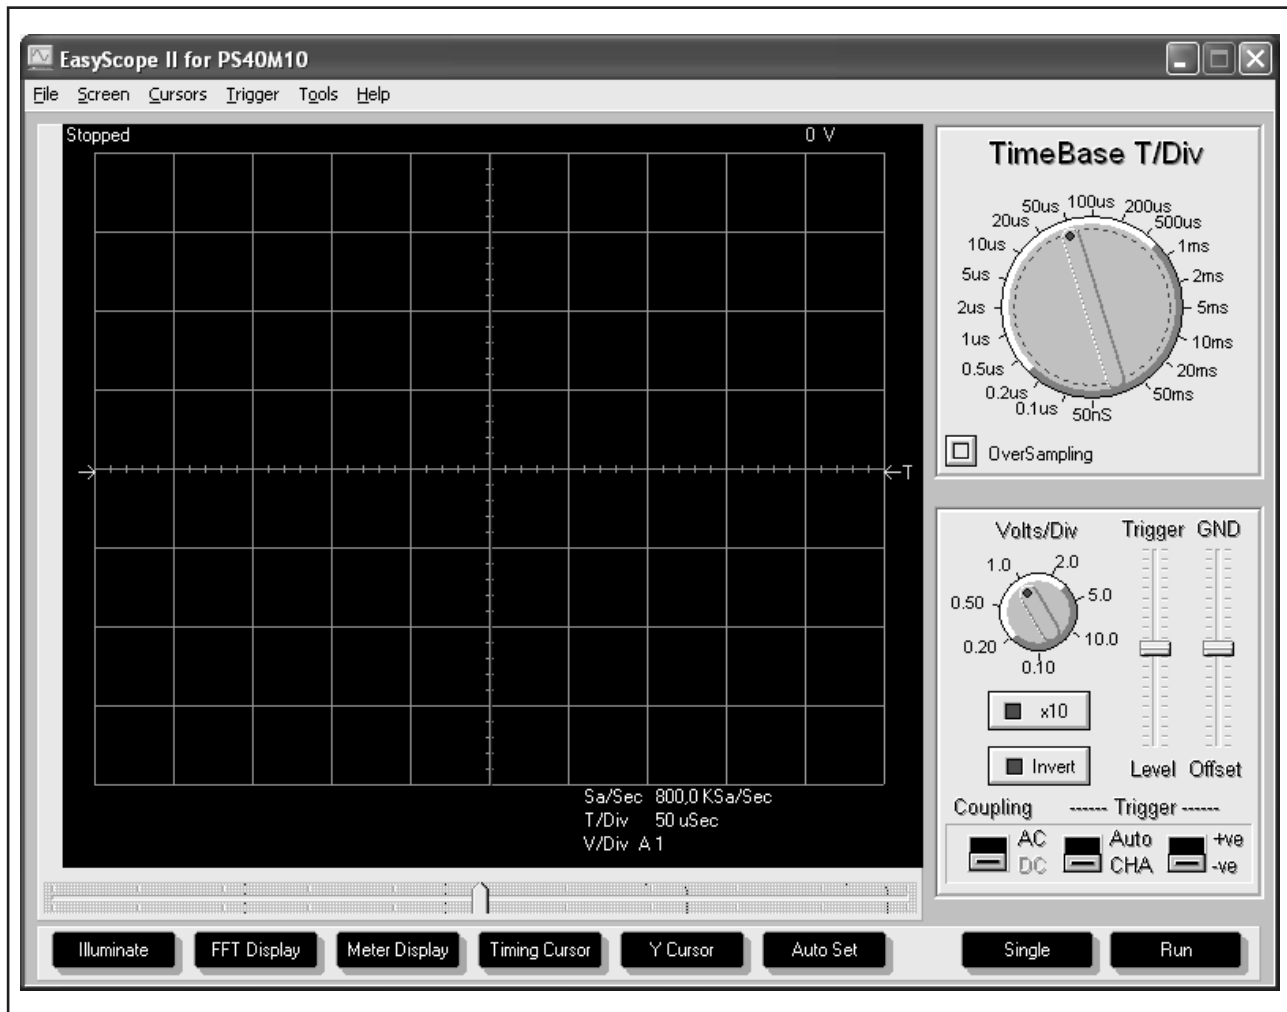 EasyScope II for PS40M10
File Screen Cursors Trigger Tools Help
Stopped
0 V
T
Sa/Sec 800,0 KSa/Sec
T/Div 50 uSec
V/Div A 1
TimeBase T/Div
50us 100us 200us
20us 500us
10us 1ms
5us 2ms
2us 5ms
1us 10ms
0.5us 20ms
0.2us 50ms
0.1us 50nS
OverSampling
Volts/Div Trigger GND
1.0 2.0
0.50 5.0
0.20 10.0
0.10
x10
Invert
Level Offset
Coupling ------ Trigger ------
AC Auto +ve
DC CHA -ve
Illuminate FFT Display Meter Display Timing Cursor Y Cursor Auto Set Single Run